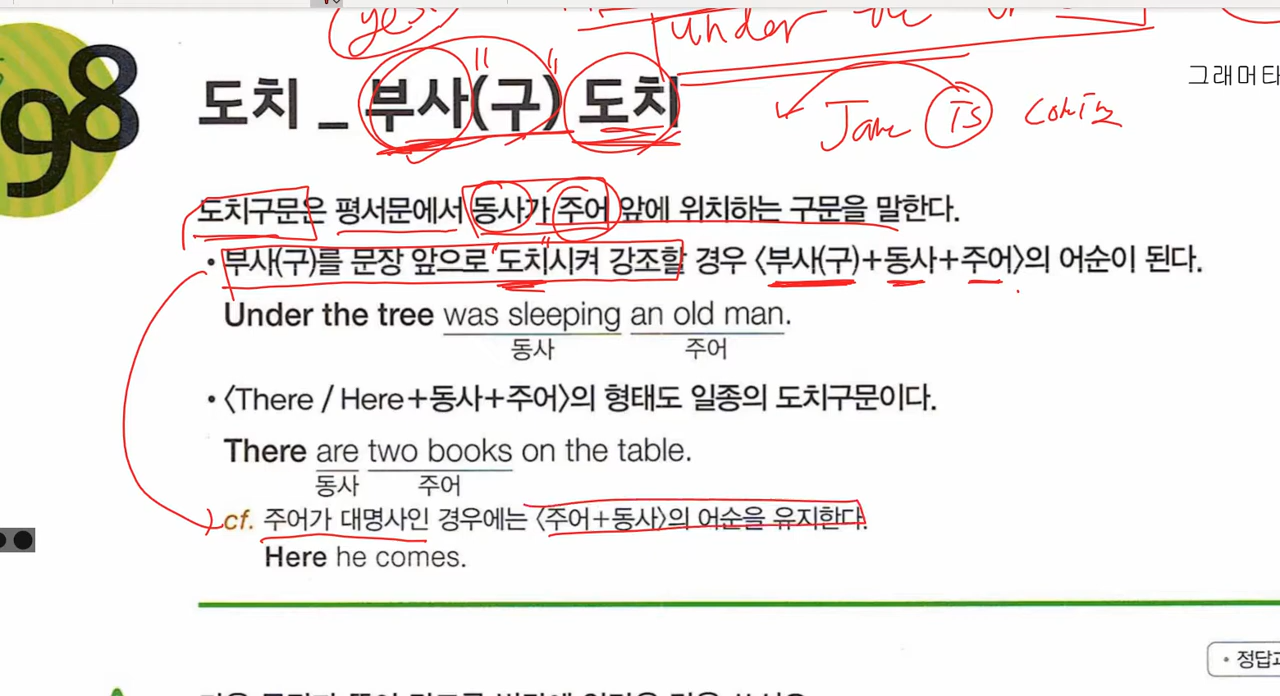 yes
under the
98
도치 _ 부사(구) 도치
그래머 타
Jane is coming
도치구문은 평서문에서 동사가 주어 앞에 위치하는 구문을 말한다.
• 부사(구)를 문장 앞으로 도치시켜 강조할 경우 〈부사(구)+동사+주어〉의 어순이 된다.
Under the tree was sleeping an old man.
동사 주어
• 〈There / Here+동사+주어〉의 형태도 일종의 도치구문이다.
There are two books on the table.
동사 주어
cf. 주어가 대명사인 경우에는 〈주어+동사〉의 어순을 유지한다.
Here he comes.
• 정답과